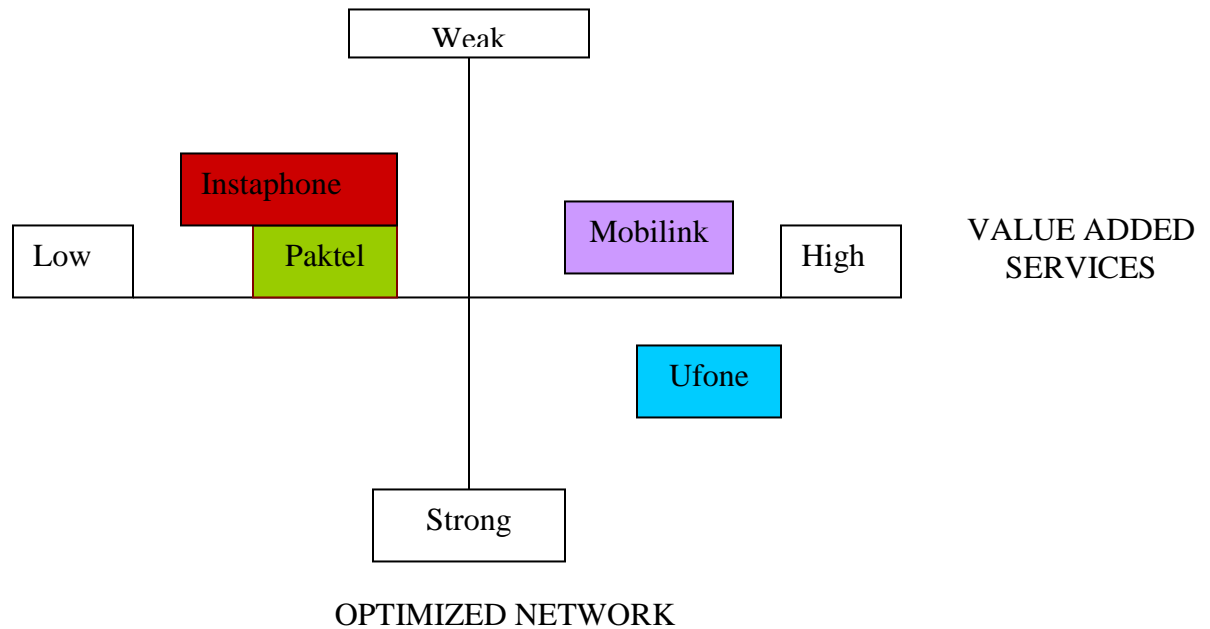 Weak
Instaphone
Low
Paktel
Mobilink
High
VALUE ADDED
SERVICES
Ufone
Strong
OPTIMIZED NETWORK